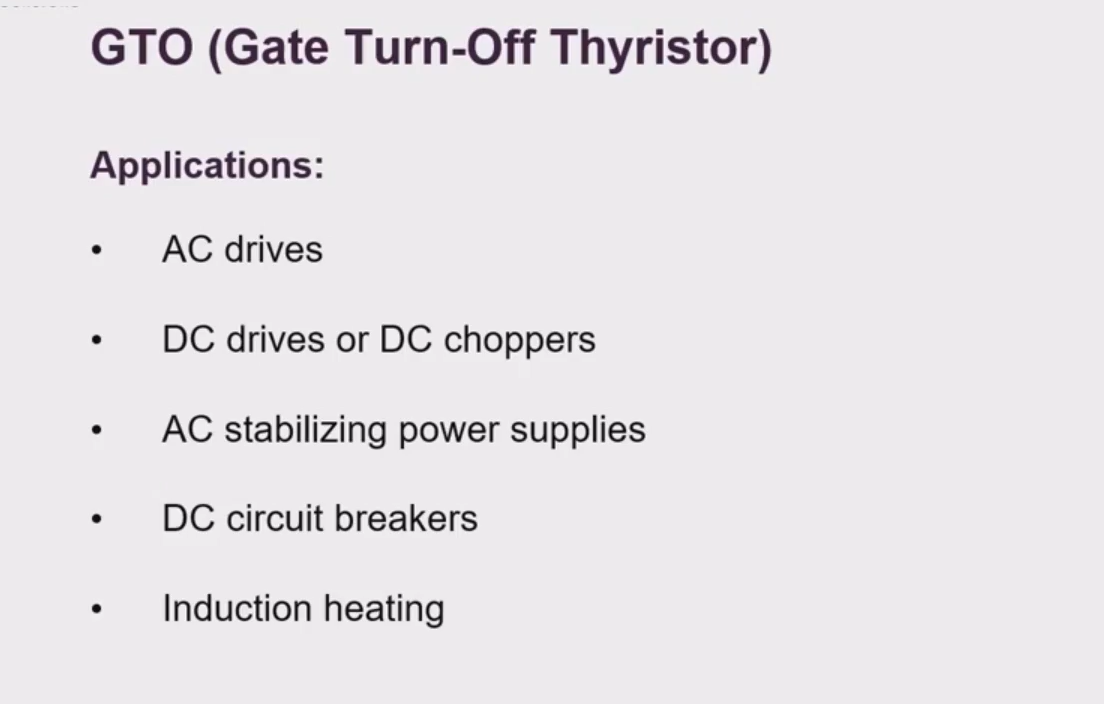 GTO (Gate Turn-Off Thyristor)
Applications:
• AC drives
• DC drives or DC choppers
• AC stabilizing power supplies
• DC circuit breakers
• Induction heating